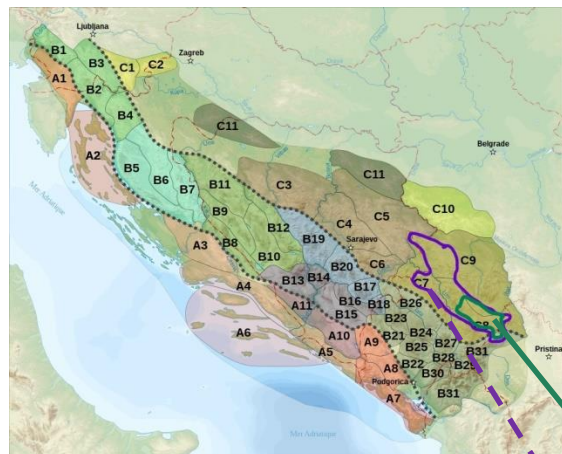 Ljubljana
B1
B3
Zagreb
C1
C2
A1
B2
B4
C11
A2
Belgrade
B5
B6
B7
B11
C3
C11
C10
B9
B12
C4
C5
B19
Sarajevo
C9
A3
B8
B10
B20
C6
B14
B13
B17
C7
A4
A11
B16
B18
B26
B15
B23
C8
A6
A10
A9
B21
B24
B27
B31
Pristina
A5
B25
B28
B22
B29
A8
B30
Podgorica
A7
B31
Mer Adriatique
Mer Adriatique